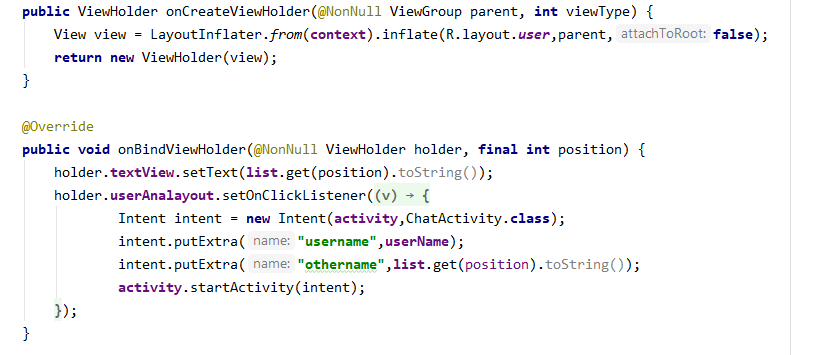 public ViewHolder onCreateViewHolder(@NonNull ViewGroup parent, int viewType) {
    View view = LayoutInflater.from(context).inflate(R.layout.user,parent, attachToRoot: false);
    return new ViewHolder(view);
}
@Override
public void onBindViewHolder(@NonNull ViewHolder holder, final int position) {
    holder.textView.setText(list.get(position).toString());
    holder.userAnalayout.setOnClickListener((v) → {
            Intent intent = new Intent(activity,ChatActivity.class);
            intent.putExtra( name: "username",userName);
            intent.putExtra( name: "othername",list.get(position).toString());
            activity.startActivity(intent);
    });
}